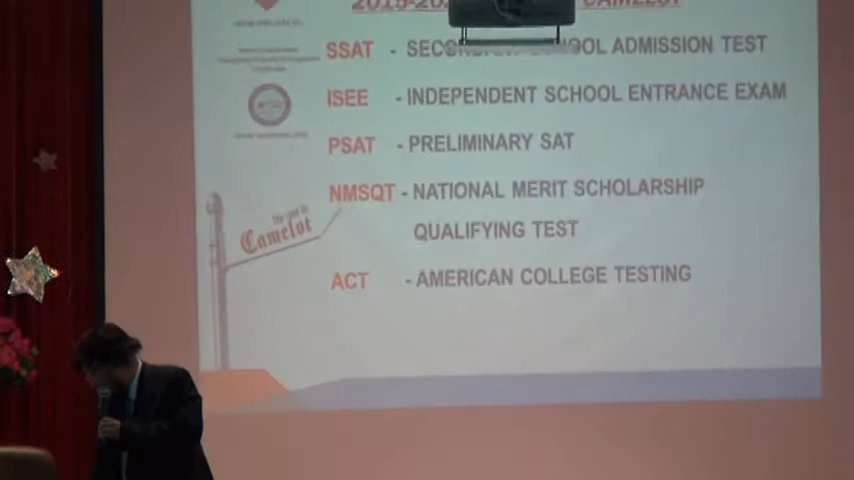 SSAT - SECONDARY SCHOOL ADMISSION TEST
ISEE - INDEPENDENT SCHOOL ENTRANCE EXAM
PSAT - PRELIMINARY SAT
NMSQT - NATIONAL MERIT SCHOLARSHIP
QUALIFYING TEST
Camelot
ACT - AMERICAN COLLEGE TESTING